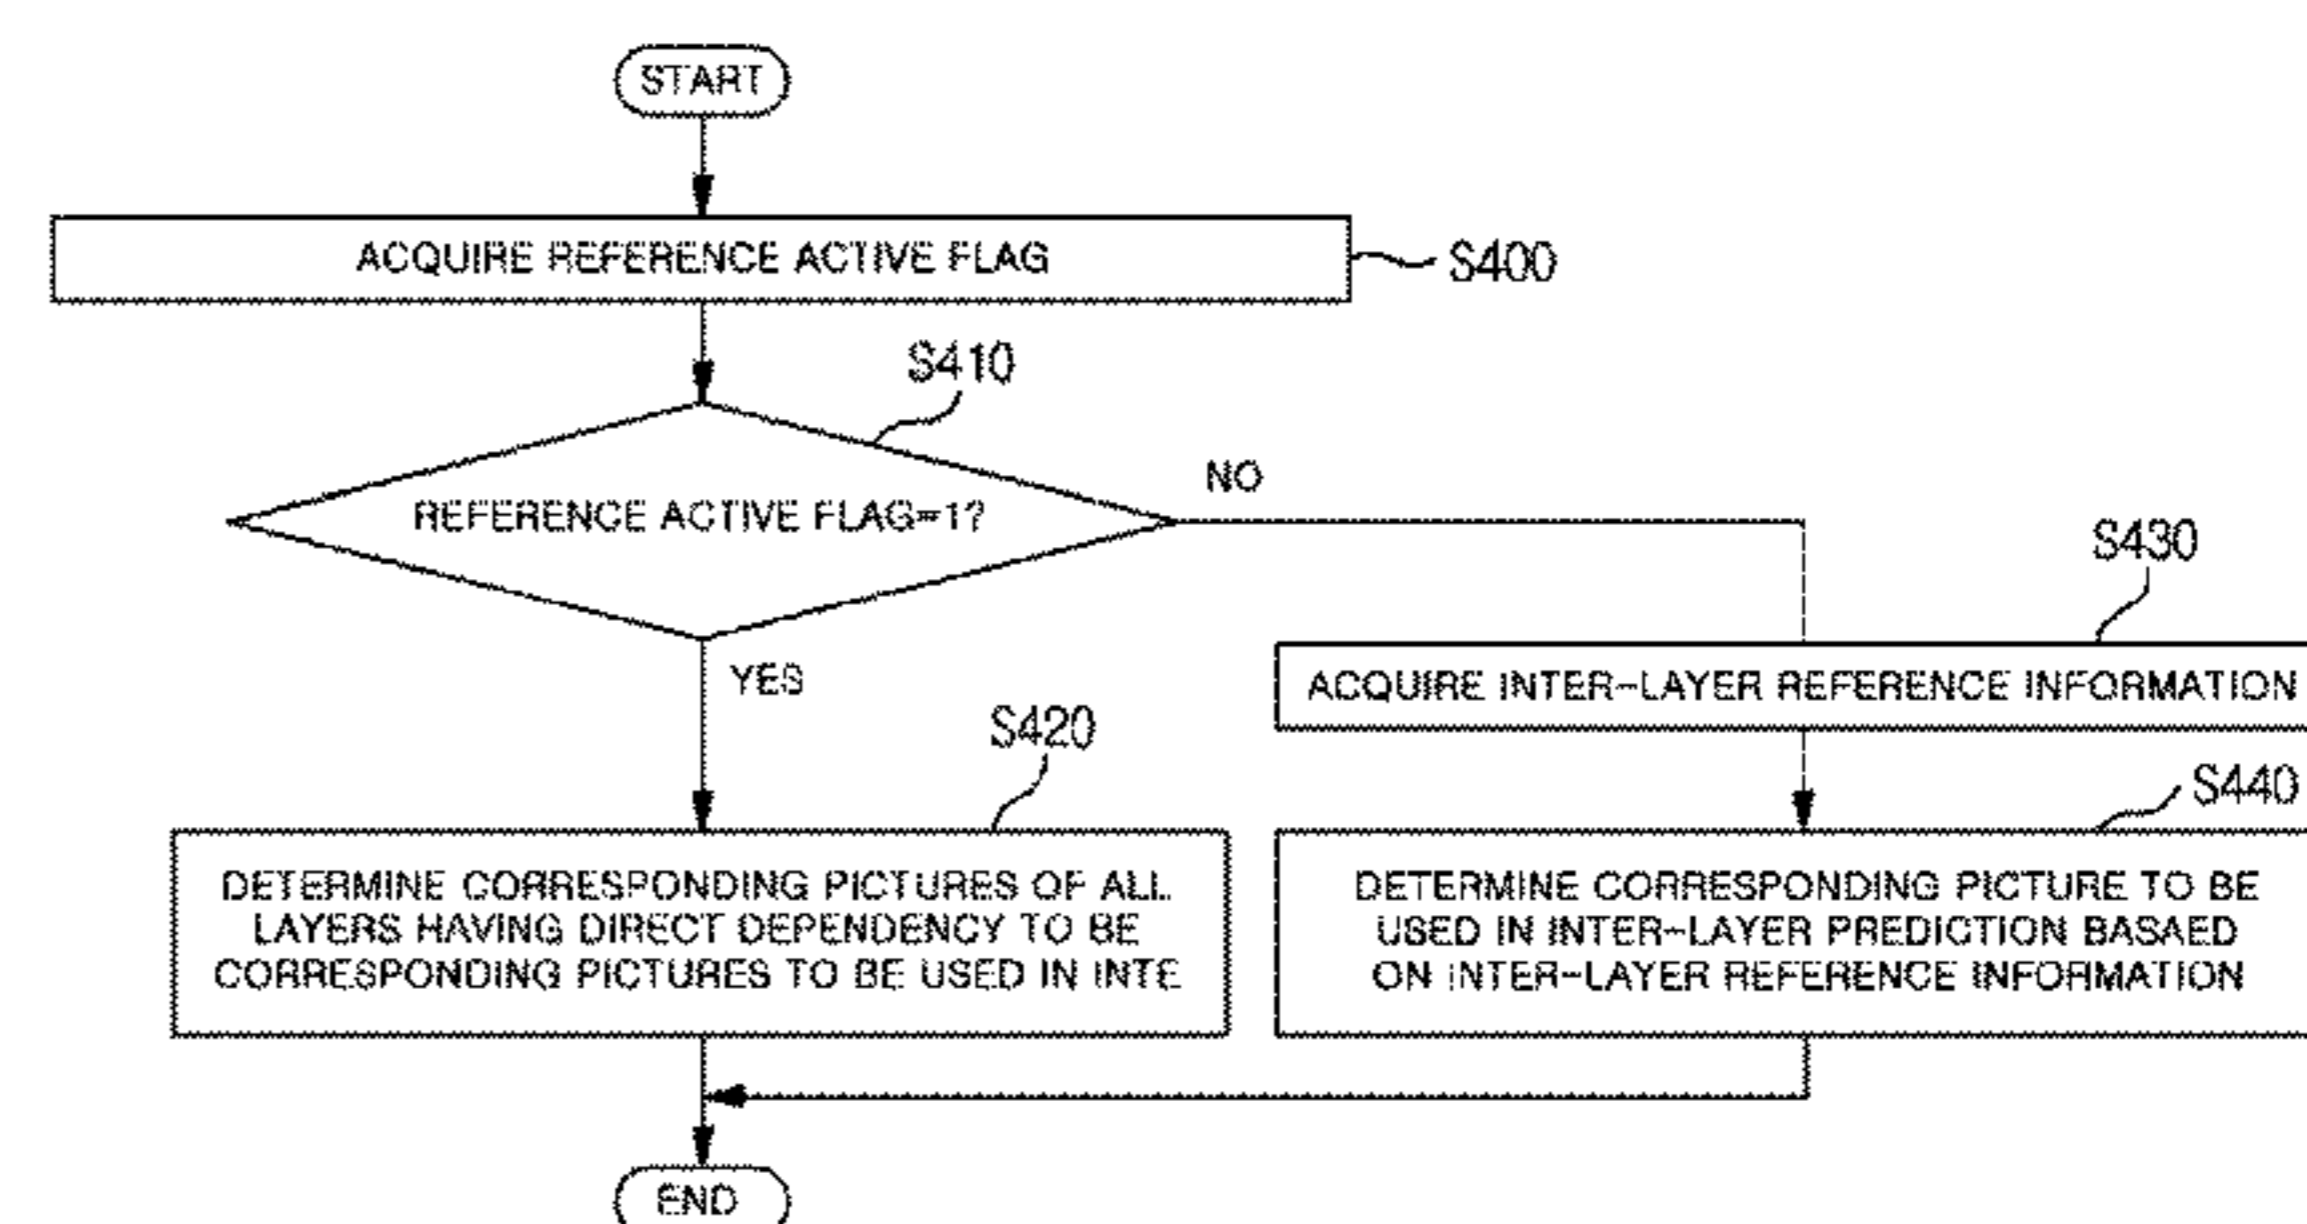 START
ACQUIRE REFERENCE ACTIVE FLAG
S400
S410
REFERENCE ACTIVE FLAG=1?
NO
YES
S430
ACQUIRE INTER-LAYER REFERENCE INFORMATION
S420
DETERMINE CORRESPONDING PICTURES OF ALL
LAYERS HAVING DIRECT DEPENDENCY TO BE
CORRESPONDING PICTURES TO BE USED IN INTE
S440
DETERMINE CORRESPONDING PICTURE TO BE
USED IN INTER-LAYER PREDICTION BASAED
ON INTER-LAYER REFERENCE INFORMATION
END